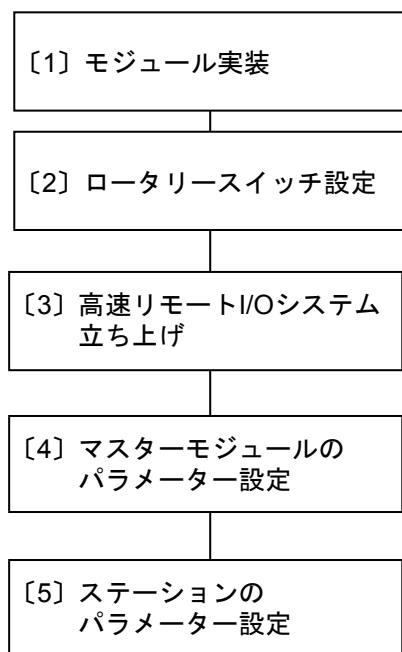 〔1〕モジュール実装
〔2〕ロータリースイッチ設定
〔3〕高速リモートI/Oシステム
立ち上げ
〔4〕マスターモジュールの
パラメーター設定
〔5〕ステーションの
パラメーター設定